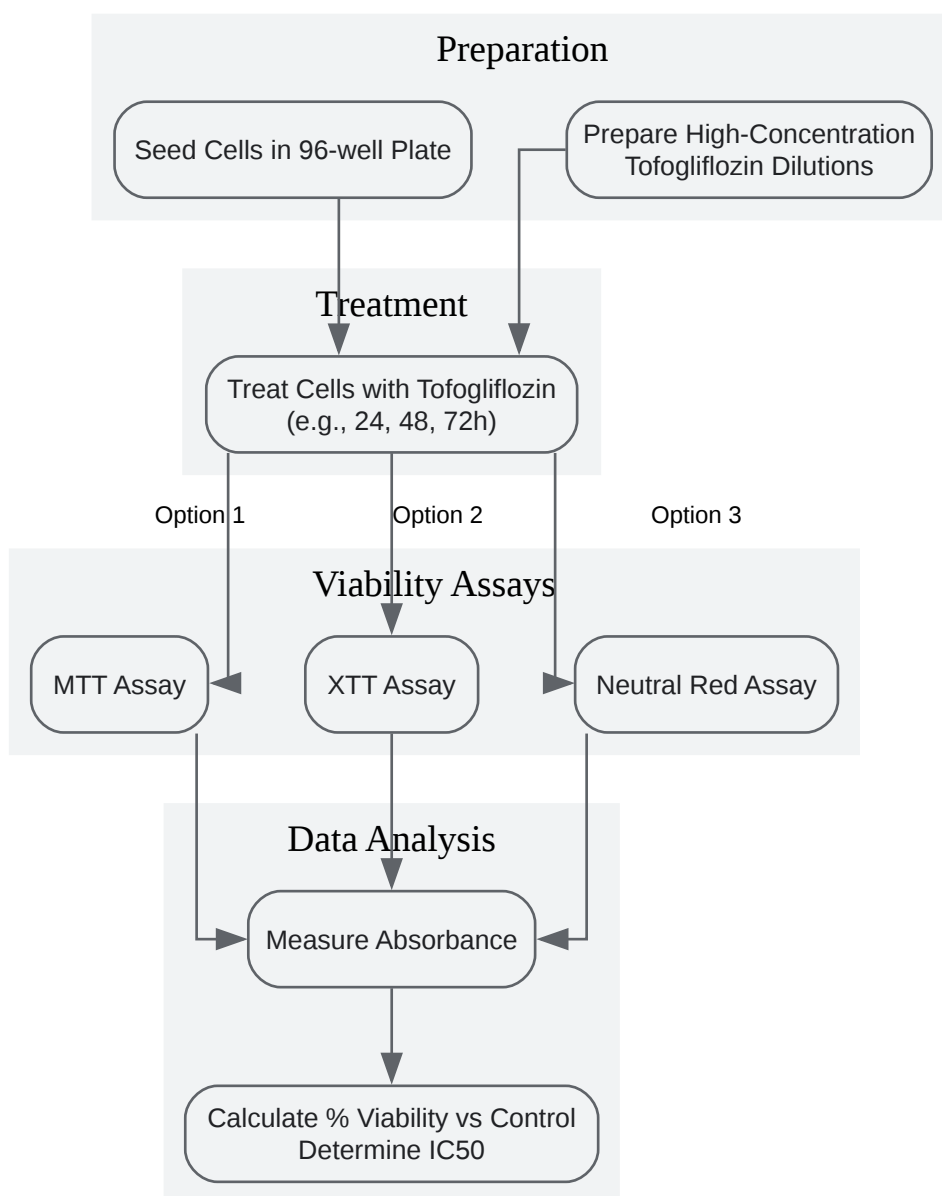 Preparation
Seed Cells in 96-well Plate
Prepare High-Concentration
Tofogliflozin Dilutions
Treatment
Treat Cells with Tofogliflozin
(e.g., 24, 48, 72h)
Option 1
Option 2
Option 3
Viability Assays
MTT Assay
XTT Assay
Neutral Red Assay
Data Analysis
Measure Absorbance
Calculate % Viability vs Control
Determine IC50